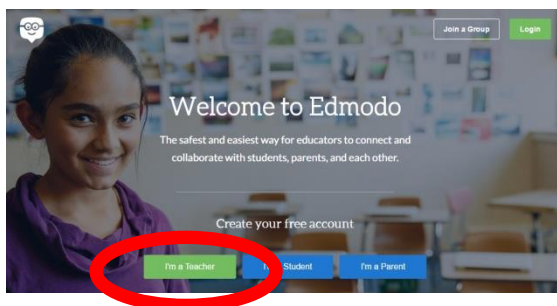 Join a Group
Login
Welcome to Edmodo
The safest and easiest way for educators to connect and
collaborate with students, parents, and each other.
Create your free account
I'm a Teacher
Student
I'm a Parent